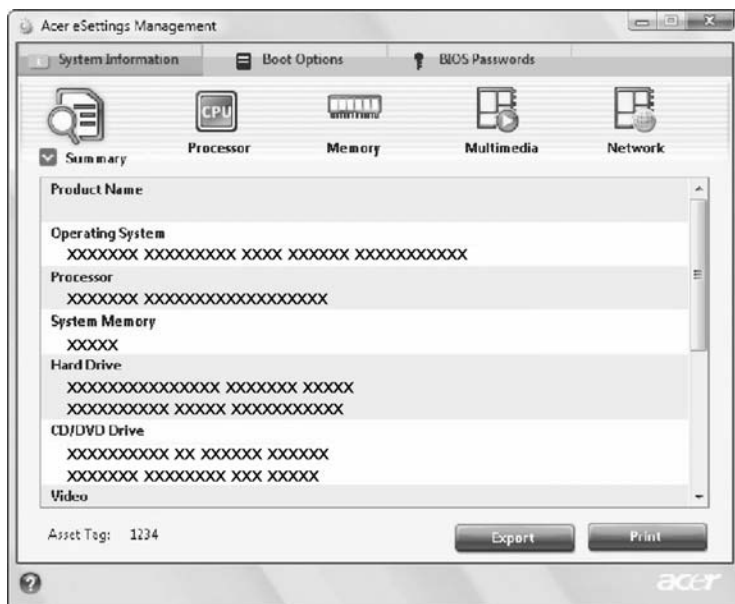 Acer eSettings Management
System Information
Boot Options
BIOS Passwords
CPU
Summary
Processor
Memory
Multimedia
Network
Product Name
Operating System
XXXXXXX XXXXXXXXX XXXX XXXXXX XXXXXXXXXXX
Processor
XXXXXXX XXXXXXXXXXXXXXXXXX
System Memory
XXXXX
Hard Drive
XXXXXXXXXXXXXXX XXXXXXX XXXXX
XXXXXXXXXX XXXXX XXXXXXXXXXX
CD/DVD Drive
XXXXXXXXXX XX XXXXXX XXXXXX
XXXXXXX XXXXXXXX XXX XXXXX
Video
Asset Tag: 1234
Export
Print
?
acer